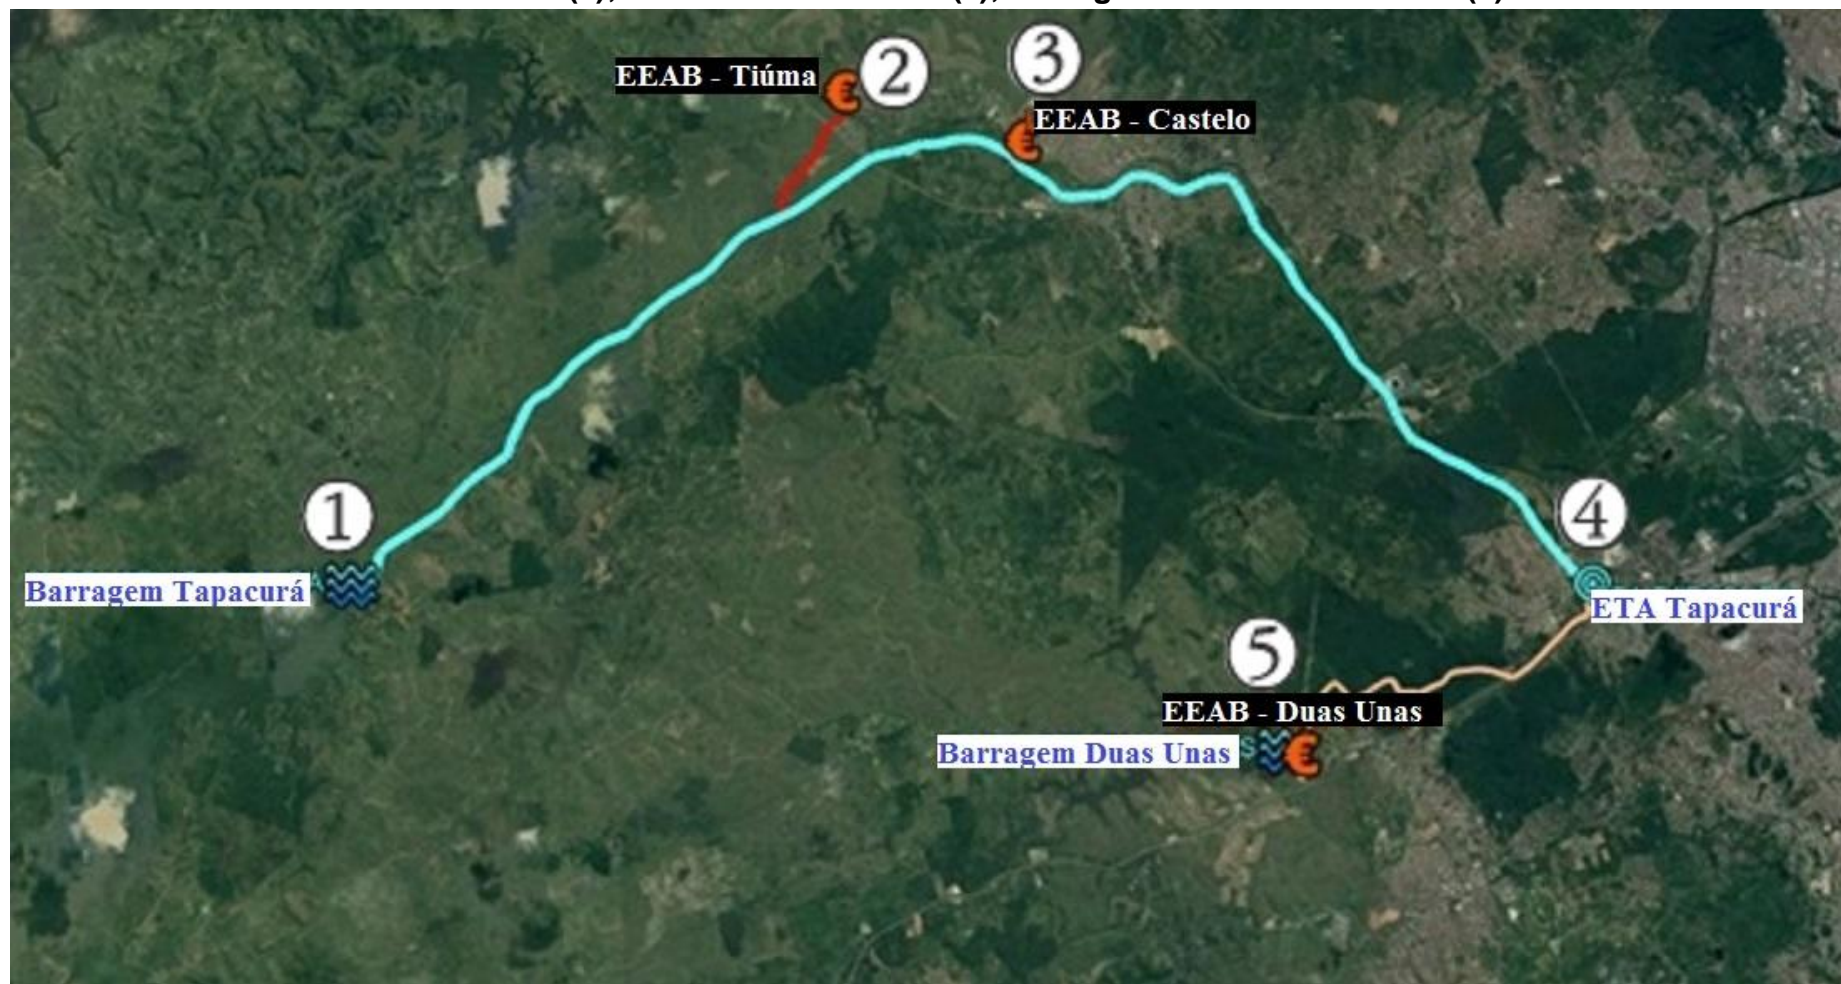 ②
EEAB - Tiúma
③
EEAB - Castelo
①
Barragem Tapacurá
④
ETA Tapacurá
⑤
EEAB - Duas Unas
Barragem Duas Unas